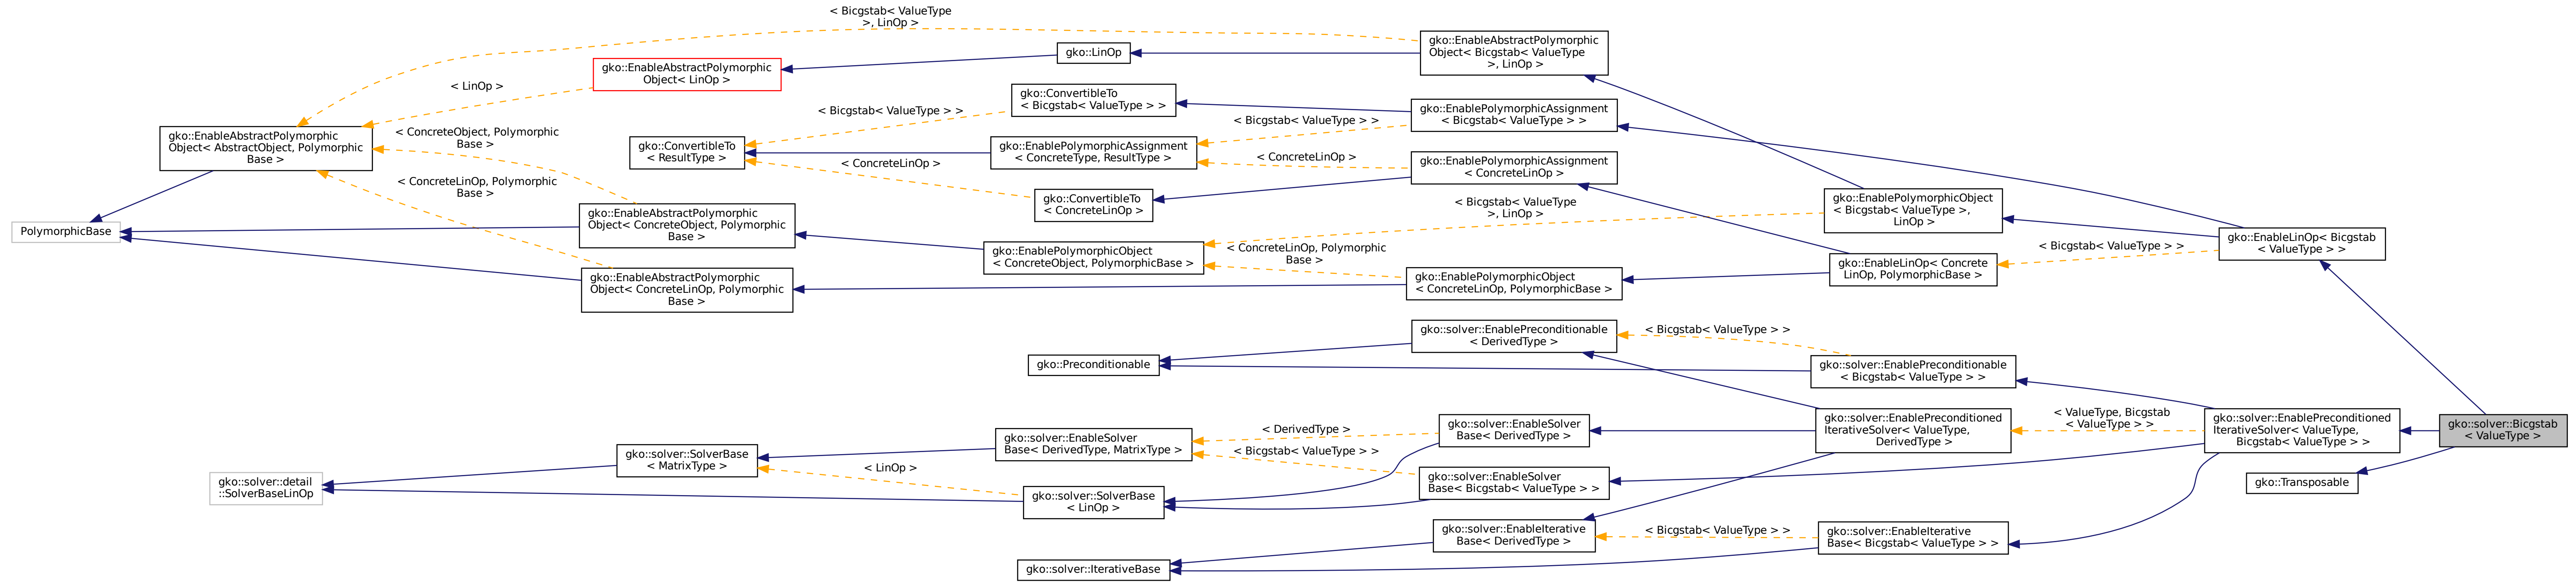 < Bicgstab< ValueType
>, LinOp >
gko::EnableAbstractPolymorphic
Object< Bicgstab< ValueType
>, LinOp >
gko::LinOp
gko::EnableAbstractPolymorphic
Object< LinOp >
< LinOp >
gko::ConvertibleTo
< Bicgstab< ValueType > >
< Bicgstab< ValueType > >
gko::EnablePolymorphicAssignment
< Bicgstab< ValueType > >
< Bicgstab< ValueType > >
gko::EnableAbstractPolymorphic
Object< AbstractObject, Polymorphic
Base >
< ConcreteObject, Polymorphic
Base >
gko::ConvertibleTo
< ResultType >
gko::EnablePolymorphicAssignment
< ConcreteType, ResultType >
< ConcreteLinOp >
< ConcreteLinOp >
gko::EnablePolymorphicAssignment
< ConcreteLinOp >
< ConcreteLinOp, Polymorphic
Base >
gko::ConvertibleTo
< ConcreteLinOp >
< Bicgstab< ValueType
>, LinOp >
gko::EnablePolymorphicObject
< Bicgstab< ValueType >,
LinOp >
PolymorphicBase
gko::EnableAbstractPolymorphic
Object< ConcreteObject, Polymorphic
Base >
gko::EnablePolymorphicObject
< ConcreteObject, PolymorphicBase >
< ConcreteLinOp, Polymorphic
Base >
< Bicgstab< ValueType > >
gko::EnableLinOp< Bicgstab
< ValueType > >
gko::EnableAbstractPolymorphic
Object< ConcreteLinOp, Polymorphic
Base >
gko::EnablePolymorphicObject
< ConcreteLinOp, PolymorphicBase >
gko::EnableLinOp< Concrete
LinOp, PolymorphicBase >
gko::solver::EnablePreconditionable
< DerivedType >
< Bicgstab< ValueType > >
gko::Preconditionable
gko::solver::EnablePreconditionable
< Bicgstab< ValueType > >
gko::solver::EnableSolver
Base< DerivedType >
gko::solver::EnablePreconditioned
IterativeSolver< ValueType,
DerivedType >
< ValueType, Bicgstab
< ValueType > >
gko::solver::EnablePreconditioned
IterativeSolver< ValueType,
Bicgstab< ValueType > >
gko::solver::Bicgstab
< ValueType >
< DerivedType >
gko::solver::EnableSolver
Base< DerivedType, MatrixType >
< Bicgstab< ValueType > >
gko::solver::SolverBase
< MatrixType >
< LinOp >
gko::solver::EnableSolver
Base< Bicgstab< ValueType > >
gko::Transposable
gko::solver::detail
::SolverBaseLinOp
gko::solver::SolverBase
< LinOp >
gko::solver::EnableIterative
Base< DerivedType >
< Bicgstab< ValueType > >
gko::solver::EnableIterative
Base< Bicgstab< ValueType > >
gko::solver::IterativeBase